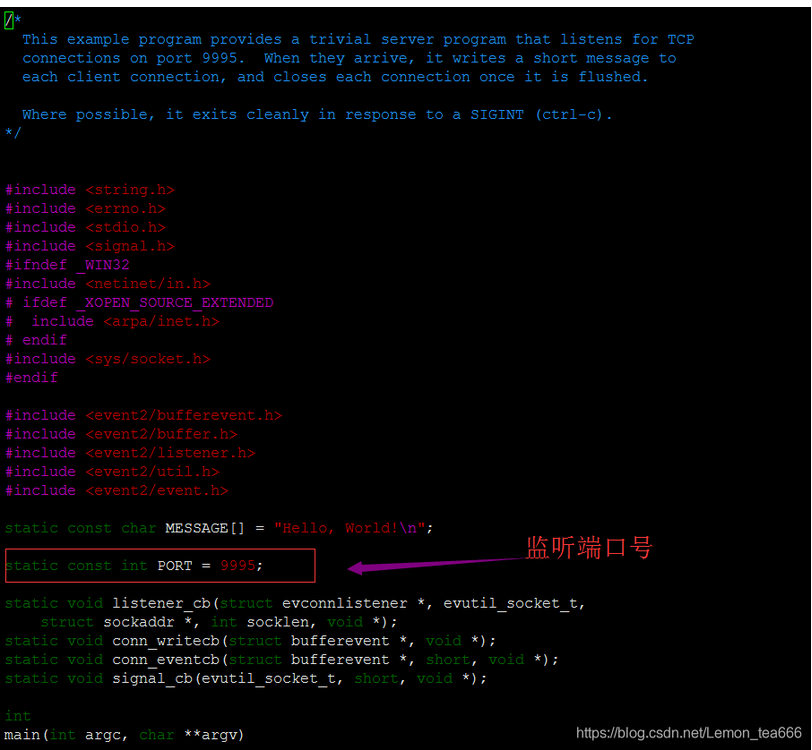 /*
  This example program provides a trivial server program that listens for TCP
  connections on port 9995.  When they arrive, it writes a short message to
  each client connection, and closes each connection once it is flushed.

  Where possible, it exits cleanly in response to a SIGINT (ctrl-c).
*/

#include <string.h>
#include <errno.h>
#include <stdio.h>
#include <signal.h>
#ifndef _WIN32
#include <netinet/in.h>
# ifdef _XOPEN_SOURCE_EXTENDED
#  include <arpa/inet.h>
# endif
#include <sys/socket.h>
#endif

#include <event2/bufferevent.h>
#include <event2/buffer.h>
#include <event2/listener.h>
#include <event2/util.h>
#include <event2/event.h>

static const char MESSAGE[] = "Hello, World!\n";

监听端口号
static const int PORT = 9995;

static void listener_cb(struct evconnlistener *, evutil_socket_t,
    struct sockaddr *, int socklen, void *);
static void conn_writecb(struct bufferevent *, void *);
static void conn_eventcb(struct bufferevent *, short, void *);
static void signal_cb(evutil_socket_t, short, void *);

int
main(int argc, char **argv)
https://blog.csdn.net/Lemon_tea666